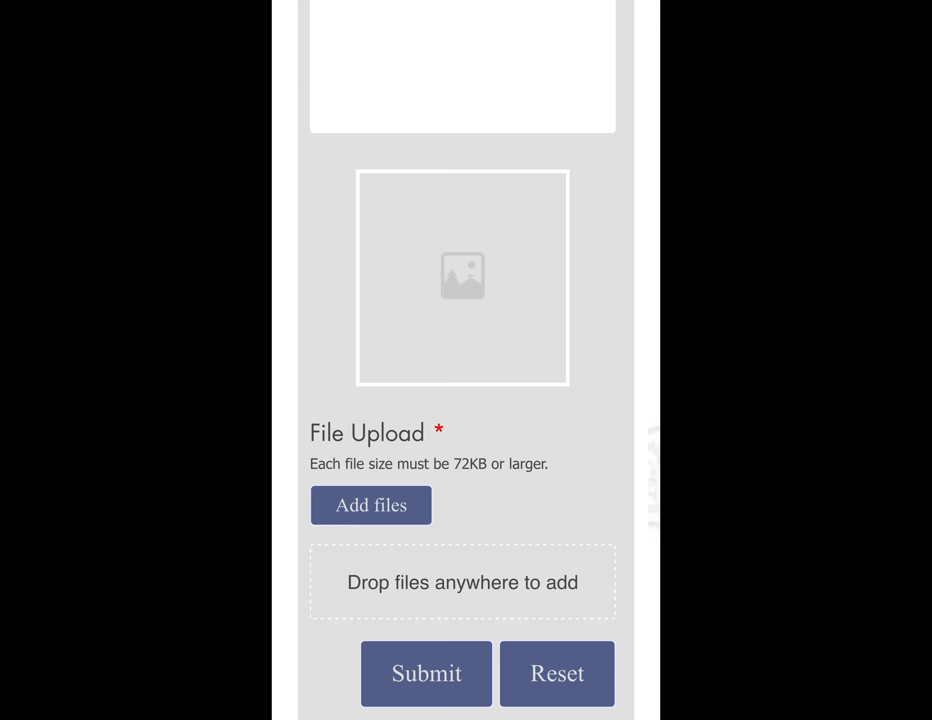 File Upload *
Each file size must be 72KB or larger.
Add files
Drop files anywhere to add
Submit
Reset